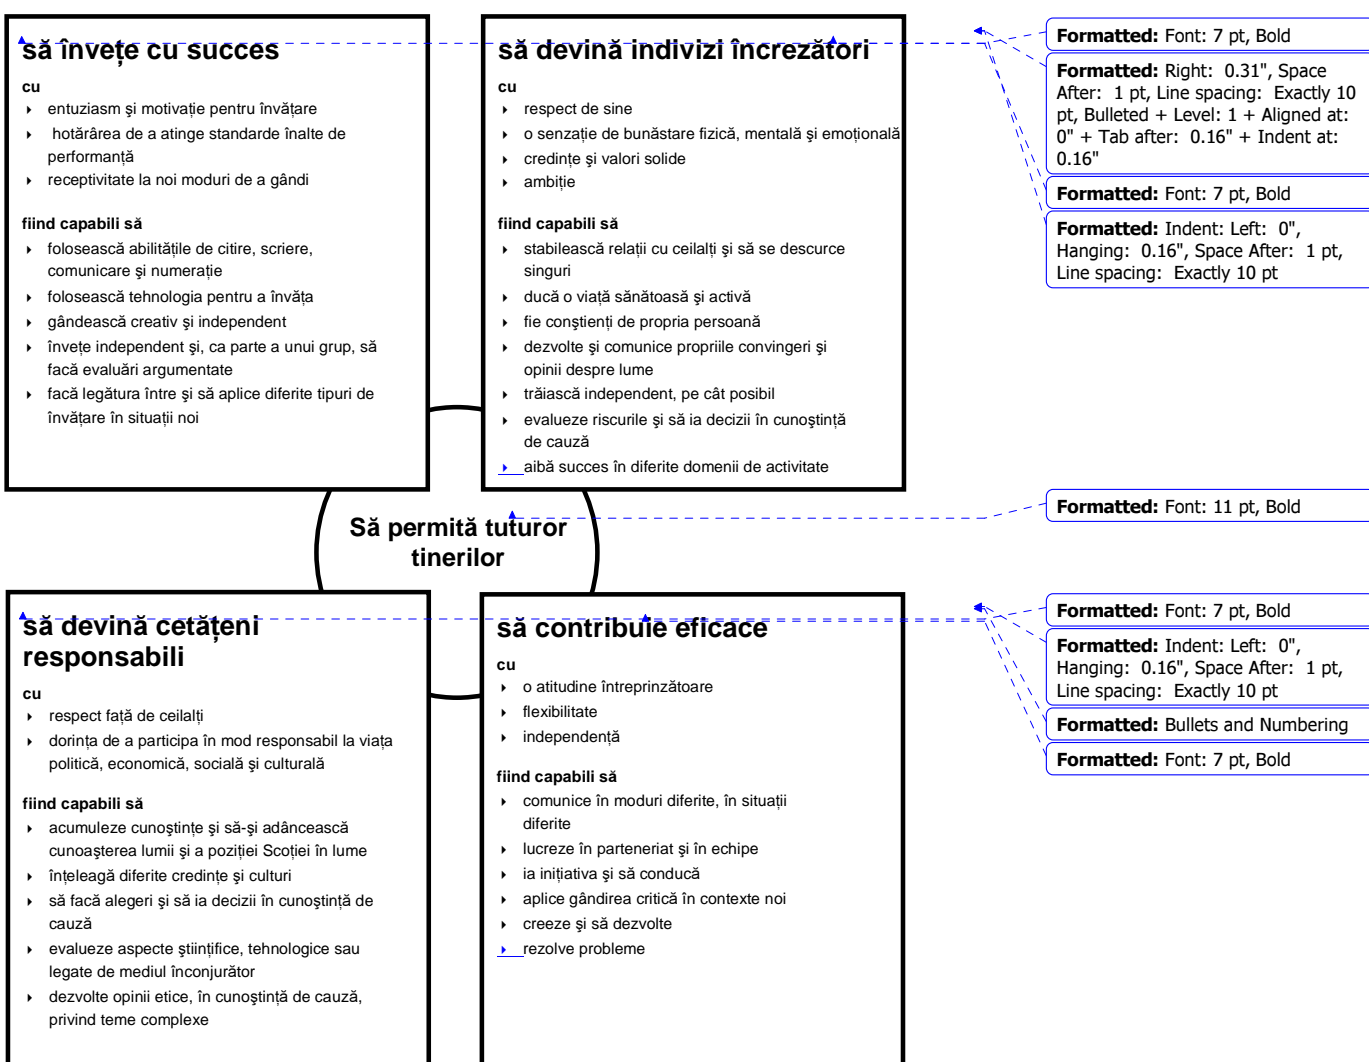 să învețe cu succes
cu
entuziasm şi motivație pentru învățare
hotărârea de a atinge standarde înalte de
performanță
receptivitate la noi moduri de a gândi
fiind capabili să
folosească abilitățile de citire, scriere,
comunicare şi numerație
folosească tehnologia pentru a învăța
gândească creativ şi independent
învețe independent şi, ca parte a unui grup, să
facă evaluări argumentate
facă legătura între şi să aplice diferite tipuri de
învățare în situații noi
să devină indivizi încrezători
cu
respect de sine
o senzație de bunăstare fizică, mentală şi emoțională
credințe şi valori solide
ambiție
fiind capabili să
stabilească relații cu ceilalți şi să se descurce
singuri
ducă o viață sănătoasă şi activă
fie conştienți de propria persoană
dezvolte şi comunice propriile convingeri şi
opinii despre lume
trăiască independent, pe cât posibil
evalueze riscurile şi să ia decizii în cunoştință
de cauză
aibă succes în diferite domenii de activitate
Să permită tuturor
tinerilor
să devină cetățeni
responsabili
cu
respect față de ceilalți
dorința de a participa în mod responsabil la viața
politică, economică, socială şi culturală
fiind capabili să
acumuleze cunoştințe şi să-şi adâncească
cunoaşterea lumii şi a poziției Scoției în lume
înțeleagă diferite credințe şi culturi
să facă alegeri şi să ia decizii în cunoştință de
cauză
evalueze aspecte ştiințifice, tehnologice sau
legate de mediul înconjurător
dezvolte opinii etice, în cunoştință de cauză,
privind teme complexe
să contribuie eficace
cu
o atitudine întreprinzătoare
flexibilitate
independență
fiind capabili să
comunice în moduri diferite, în situații
diferite
lucreze în parteneriat şi în echipe
ia inițiativa şi să conducă
aplice gândirea critică în contexte noi
creeze şi să dezvolte
rezolve probleme
Formatted: Font: 7 pt, Bold
Formatted: Right: 0.31", Space
After: 1 pt, Line spacing: Exactly 10
pt, Bulleted + Level: 1 + Aligned at:
0" + Tab after: 0.16" + Indent at:
0.16"
Formatted: Font: 7 pt, Bold
Formatted: Indent: Left: 0",
Hanging: 0.16", Space After: 1 pt,
Line spacing: Exactly 10 pt
Formatted: Font: 11 pt, Bold
Formatted: Font: 7 pt, Bold
Formatted: Indent: Left: 0",
Hanging: 0.16", Space After: 1 pt,
Line spacing: Exactly 10 pt
Formatted: Bullets and Numbering
Formatted: Font: 7 pt, Bold